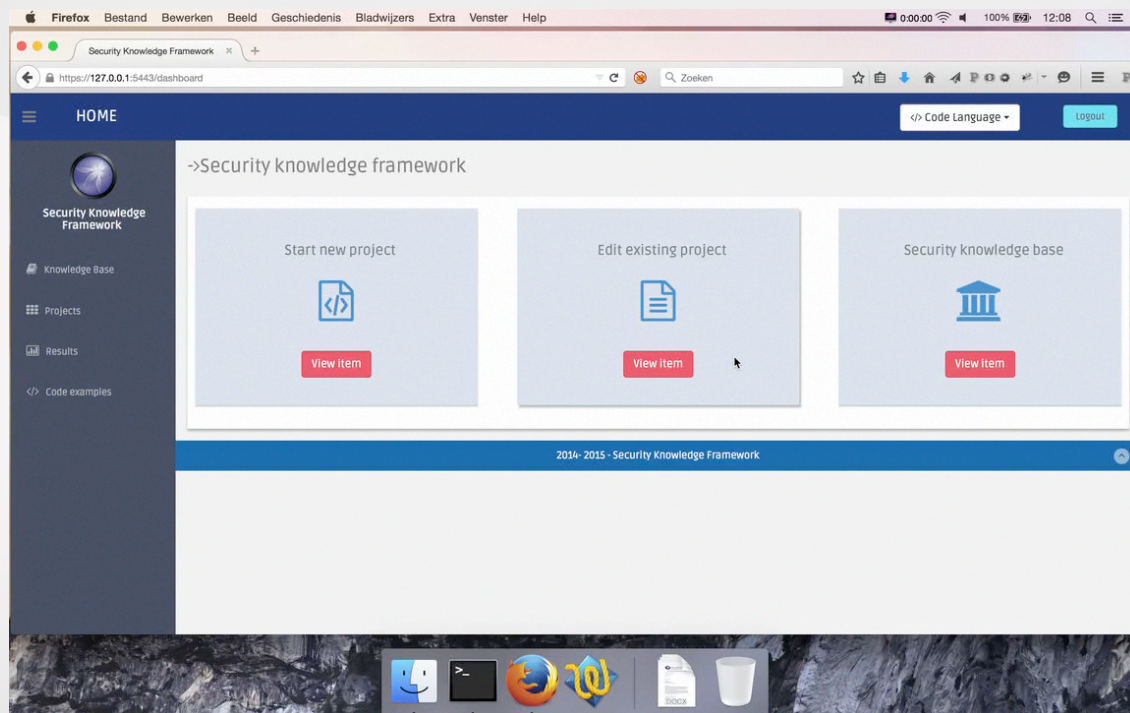 Firefox Bestand Bewerken Beeld Geschiedenis Bladwijzers Extra Venster Help 0:00:00 100% 12:08
Security Knowledge Framework
https://127.0.0.1:5443/dashboard Zoeken
HOME </> Code Language Logout
->Security knowledge framework
Security Knowledge
Framework
Knowledge Base
Projects
Results
</> Code examples
Start new project Edit existing project Security knowledge base
</>
View item View item View item
2014- 2015 - Security Knowledge Framework
>_
DOCX